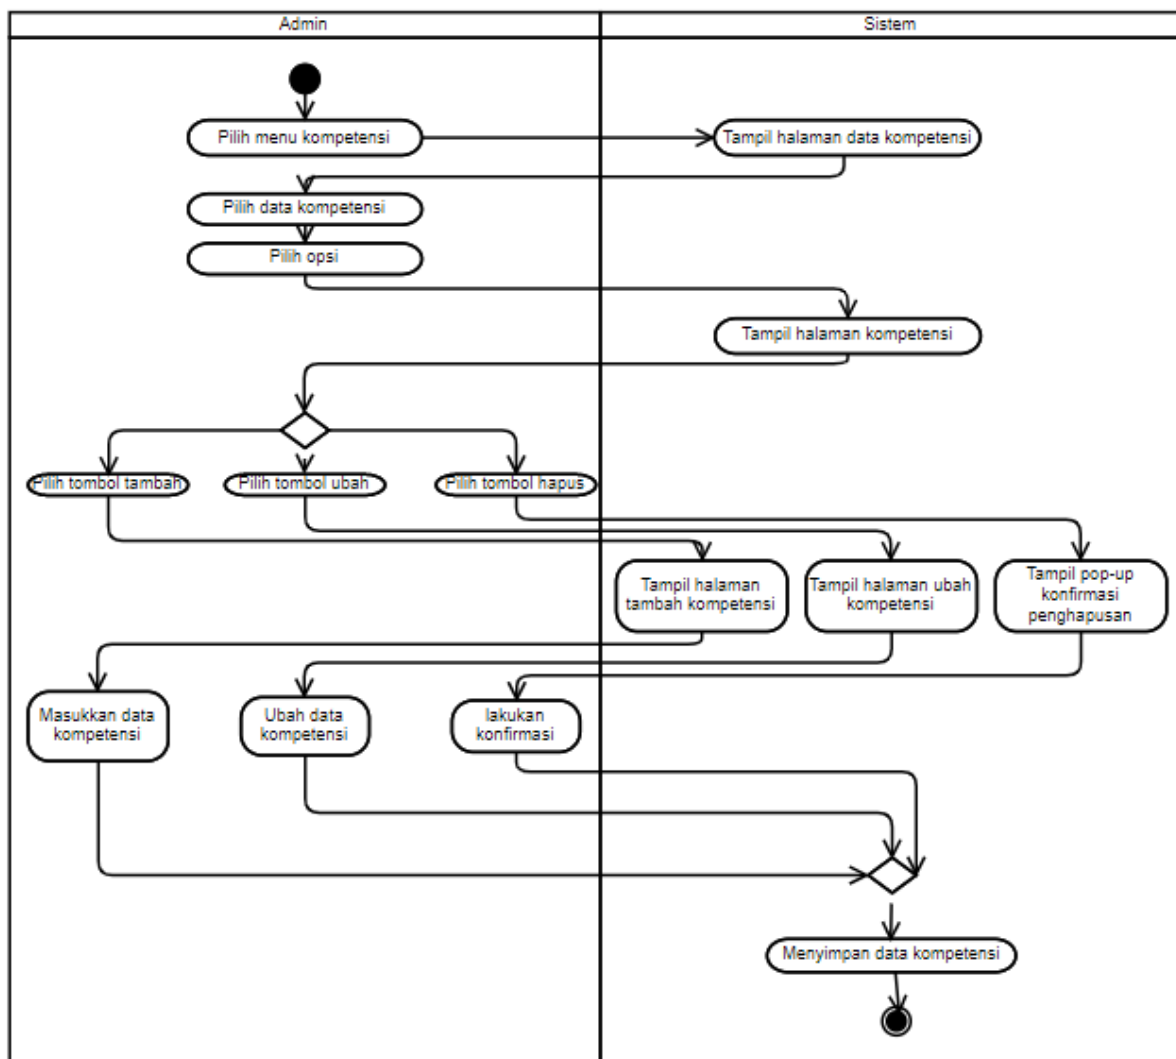 Admin
Sistem
Pilih menu kompetensi
Tampil halaman data kompetensi
Pilih data kompetensi
Pilih opsi
Tampil halaman kompetensi
Pilih tombol tambah
Pilih tombol ubah
Pilih tombol hapus
Tampil halaman
tambah kompetensi
Tampil halaman ubah
kompetensi
Tampil pop-up
konfirmasi
penghapusan
Masukkan data
kompetensi
Ubah data
kompetensi
lakukan
konfirmasi
Menyimpan data kompetensi